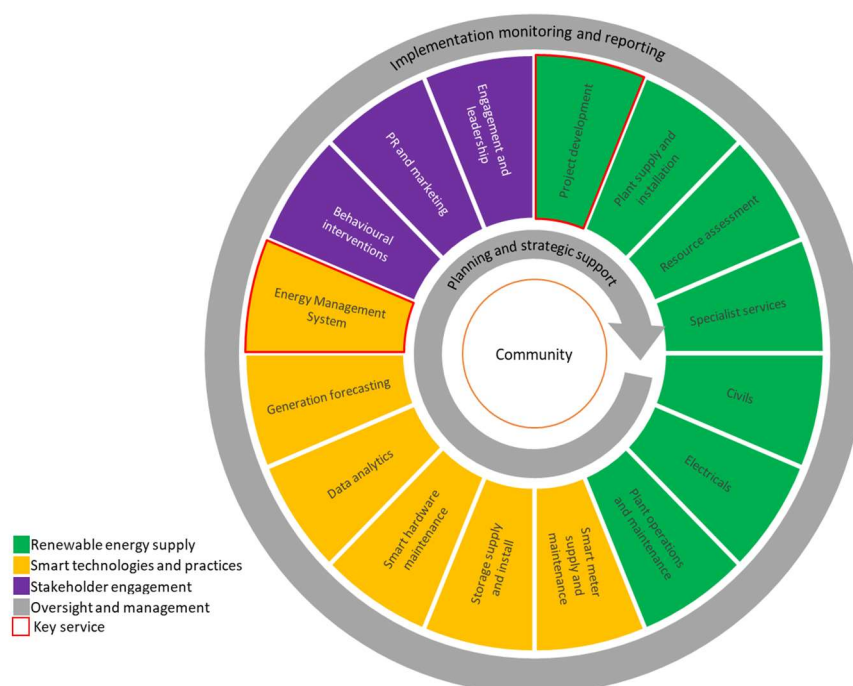 Implementation monitoring and reporting
Engagement and
leadership
Project development
Plant supply and
installation
Resource assessment
Specialist services
Civils
Electricals
Plant operations
and maintenance
Smart meter
supply and
maintenance
Storage supply
and install
Smart hardware
maintenance
Data analytics
Generation forecasting
Energy Management
System
Behavioural
interventions
PR and marketing
Planning and strategic support
Community
Renewable energy supply
Smart technologies and practices
Stakeholder engagement
Oversight and management
Key service